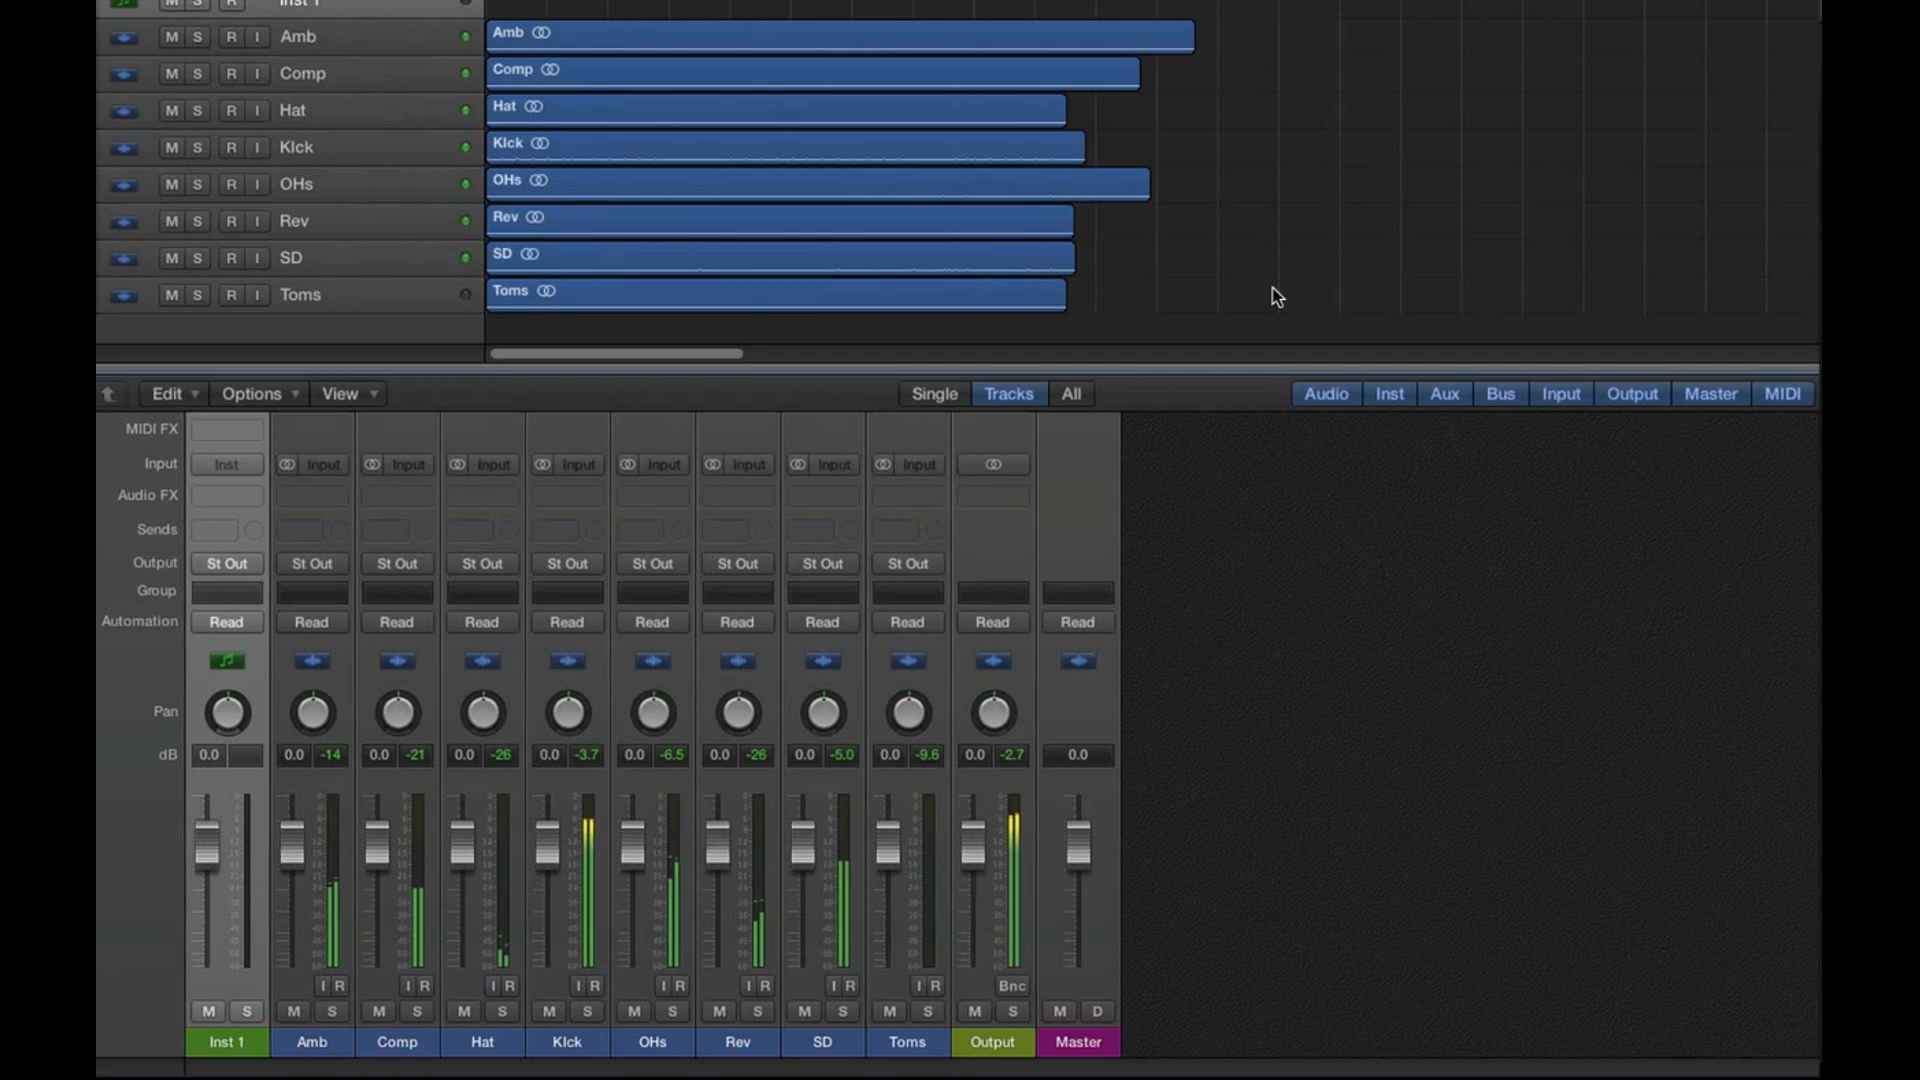 M S R Inst 1
M S R I Amb Amb
M S R I Comp Comp
M S R I Hat Hat
M S R I KIck KIck
M S R I OHs OHs
M S R I Rev Rev
M S R I SD SD
M S R I Toms Toms
Edit Options View Single Tracks All Audio Inst Aux Bus Input Output Master MIDI
MIDI FX
Input Inst Input Input Input Input Input Input Input Input
Audio FX
Sends
Output St Out St Out St Out St Out St Out St Out St Out St Out St Out
Group
Automation Read Read Read Read Read Read Read Read Read Read Read
Pan
dB 0.0 0.0 -14 0.0 -21 0.0 -26 0.0 -3.7 0.0 -6.5 0.0 -26 0.0 -5.0 0.0 -9.6 0.0 -2.7 0.0
I R I R I R I R I R I R I R I R Bnc
M S M S M S M S M S M S M S M S M S M S M D
Inst 1 Amb Comp Hat KIck OHs Rev SD Toms Output Master